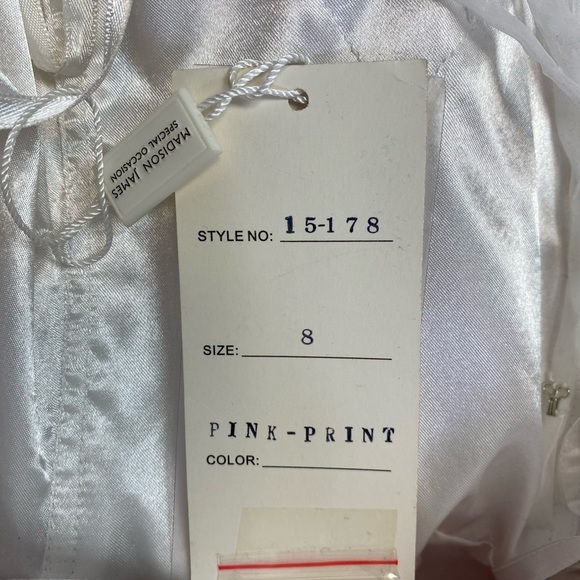 MADISON JAMES
SPECIAL OCCASION
STYLE NO: 15-178
SIZE: 8
PINK-PRINT
COLOR: